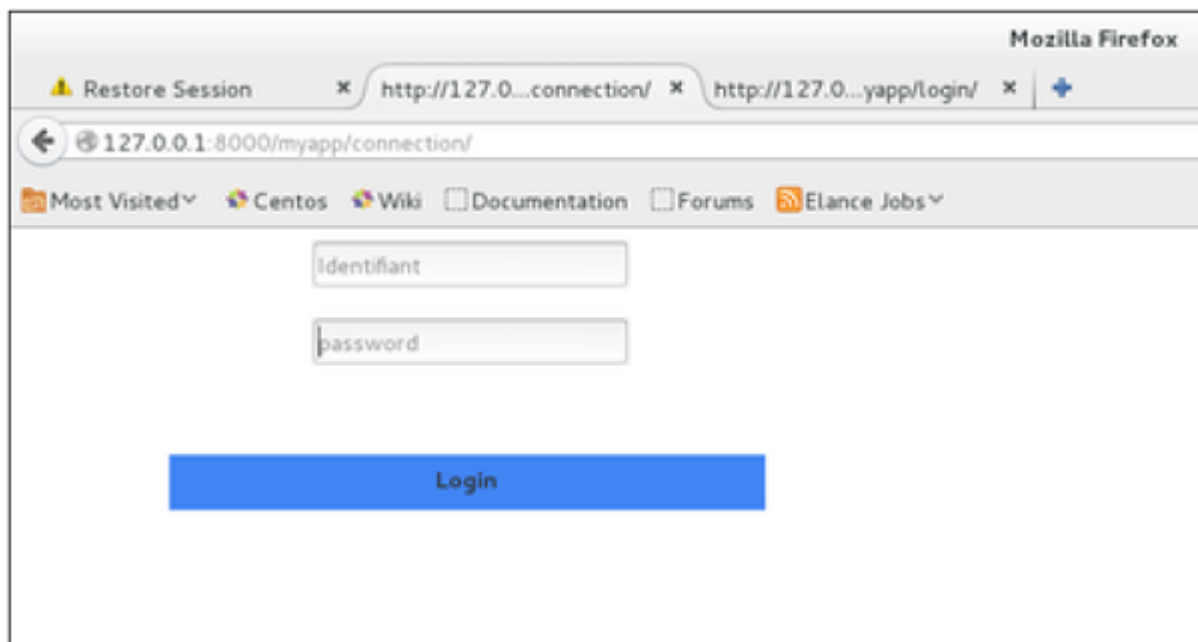 Mozilla Firefox
Restore Session http://127.0...connection/ http://127.0...yapp/login/
127.0.0.1:8000/myapp/connection/
Most Visited Centos Wiki Documentation Forums Elance Jobs
Identifiant
password
Login